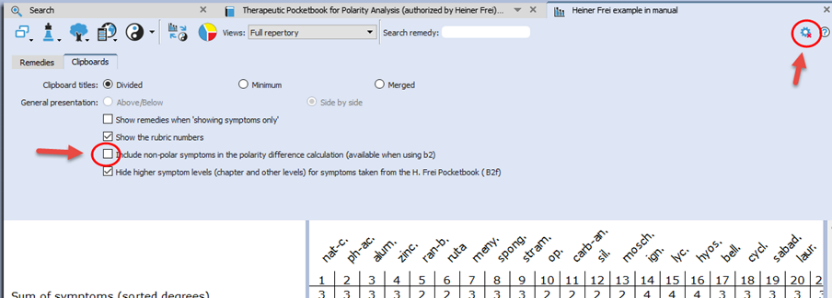 Search
Therapeutic Pocketbook for Polarity Analysis (authorized by Heiner Frei)...
Heiner Frei example in manual
Views: Full repertory Search remedy:
Remedies Clipboards
Clipboard titles: Divided Minimum Merged
General presentation: Above/Below Side by side
Show remedies when 'showing symptoms only'
Show the rubric numbers
Include non-polar symptoms in the polarity difference calculation (available when using b2)
Hide higher symptom levels (chapter and other levels) for symptoms taken from the H. Frei Pocketbook ( B2f)
nat-c. ph-ac. alum. zinc. ran-b. ruta meny. spong. stram. op. carb-an. sil. mosch. ign. lyc. hyos. bell. cycl. sabad. laur.
1 2 3 4 5 6 7 8 9 10 11 12 13 14 15 16 17 18 19 20 2
Sum of symptoms (sorted degrees)